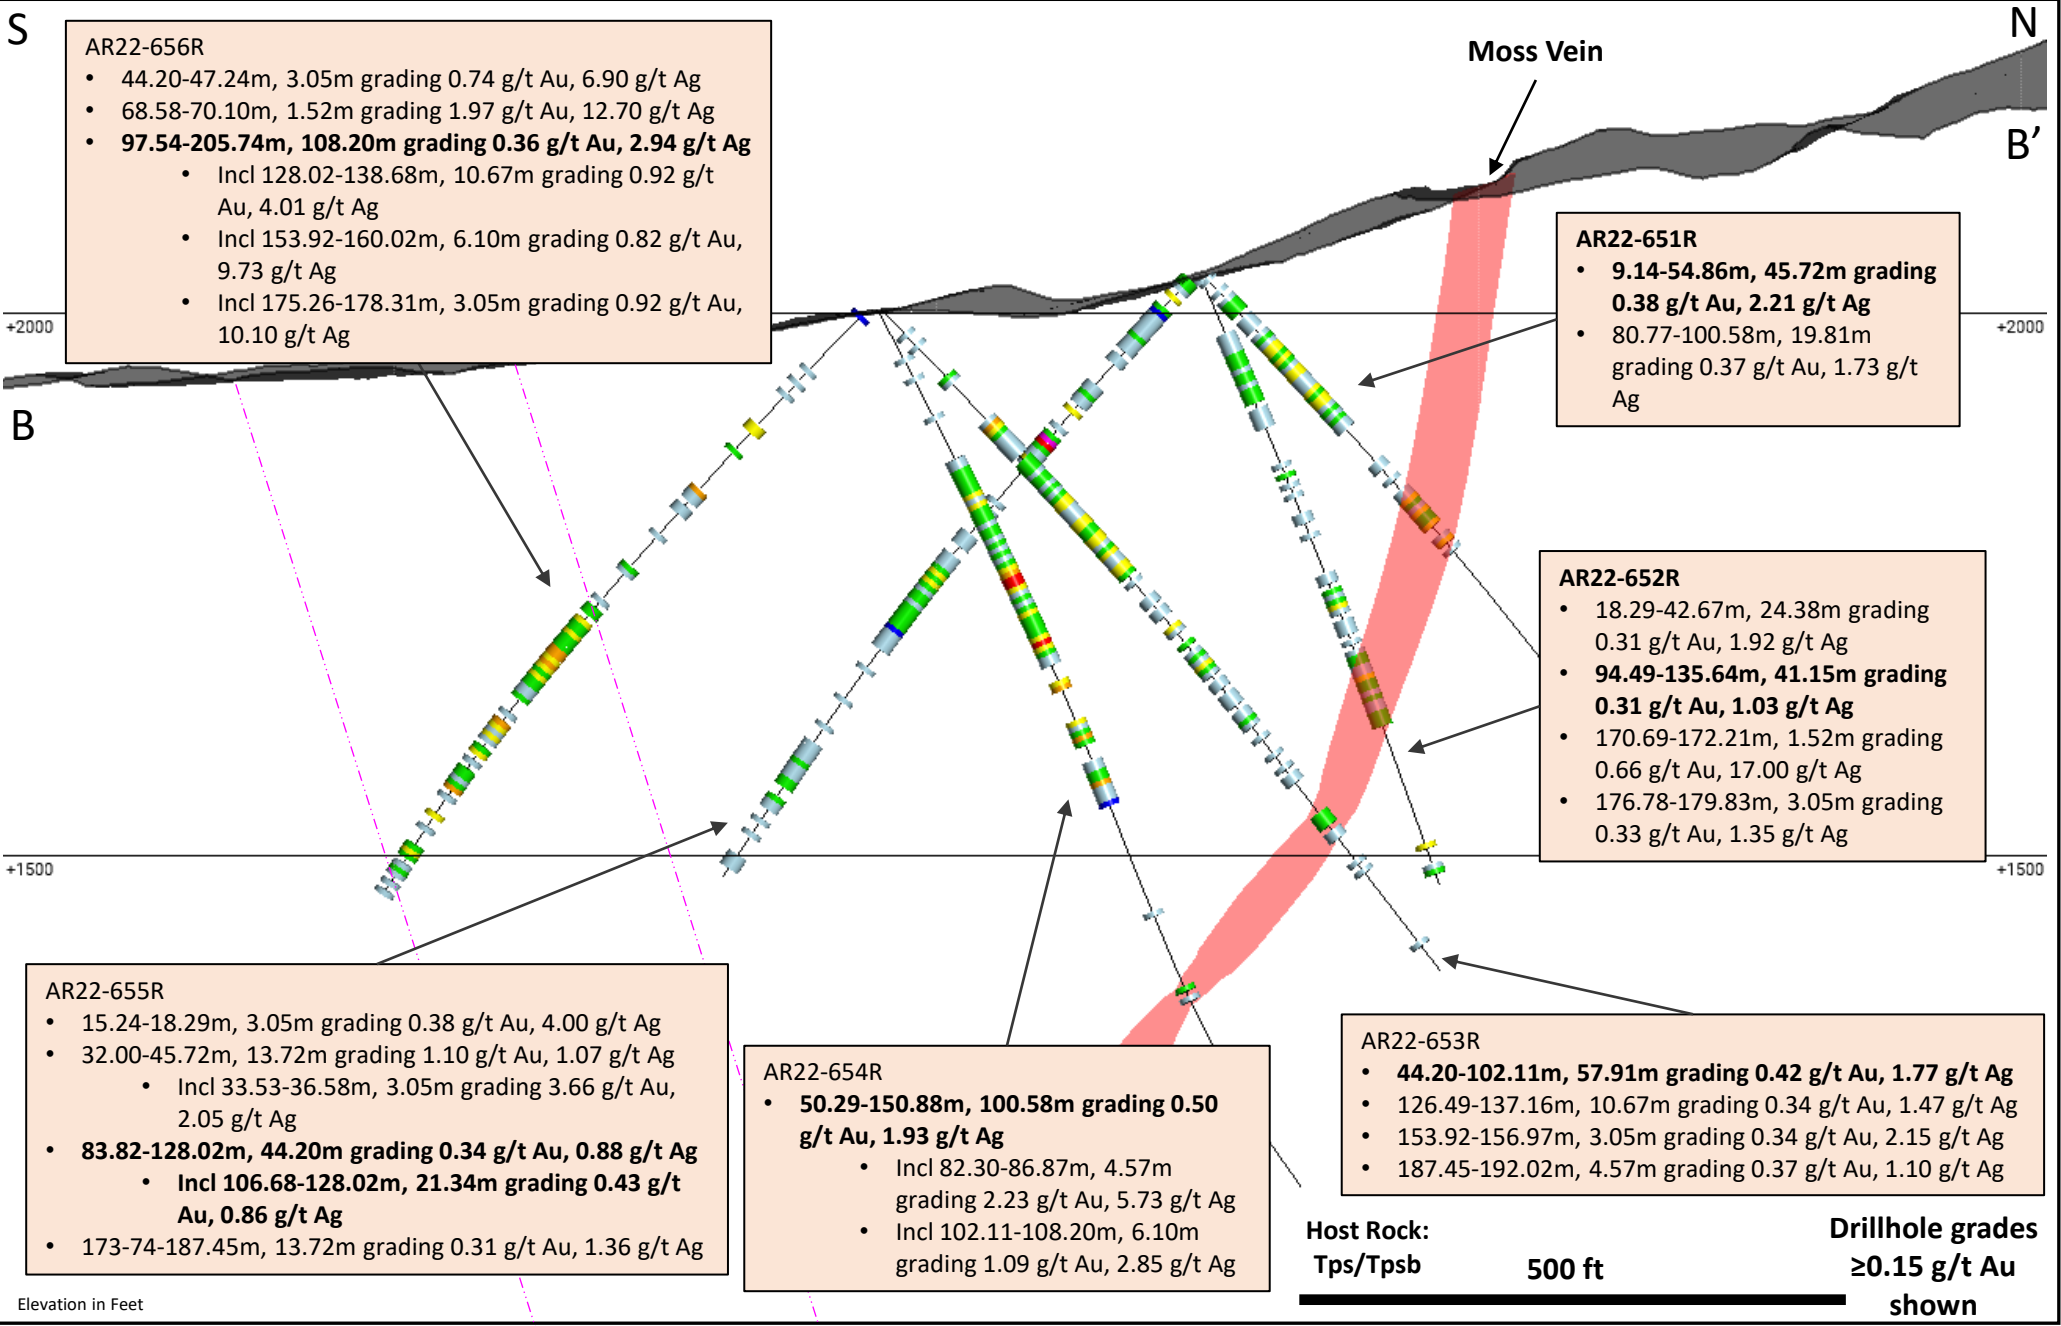 S
N
AR22-656R
• 44.20-47.24m, 3.05m grading 0.74 g/t Au, 6.90 g/t Ag
• 68.58-70.10m, 1.52m grading 1.97 g/t Au, 12.70 g/t Ag
• 97.54-205.74m, 108.20m grading 0.36 g/t Au, 2.94 g/t Ag
• Incl 128.02-138.68m, 10.67m grading 0.92 g/t
Au, 4.01 g/t Ag
• Incl 153.92-160.02m, 6.10m grading 0.82 g/t Au,
9.73 g/t Ag
• Incl 175.26-178.31m, 3.05m grading 0.92 g/t Au,
10.10 g/t Ag
Moss Vein
B’
AR22-651R
• 9.14-54.86m, 45.72m grading
0.38 g/t Au, 2.21 g/t Ag
• 80.77-100.58m, 19.81m
grading 0.37 g/t Au, 1.73 g/t
Ag
+2000
+2000
B
AR22-652R
• 18.29-42.67m, 24.38m grading
0.31 g/t Au, 1.92 g/t Ag
• 94.49-135.64m, 41.15m grading
0.31 g/t Au, 1.03 g/t Ag
• 170.69-172.21m, 1.52m grading
0.66 g/t Au, 17.00 g/t Ag
• 176.78-179.83m, 3.05m grading
0.33 g/t Au, 1.35 g/t Ag
+1500
+1500
AR22-655R
• 15.24-18.29m, 3.05m grading 0.38 g/t Au, 4.00 g/t Ag
• 32.00-45.72m, 13.72m grading 1.10 g/t Au, 1.07 g/t Ag
• Incl 33.53-36.58m, 3.05m grading 3.66 g/t Au,
2.05 g/t Ag
• 83.82-128.02m, 44.20m grading 0.34 g/t Au, 0.88 g/t Ag
• Incl 106.68-128.02m, 21.34m grading 0.43 g/t
Au, 0.86 g/t Ag
• 173-74-187.45m, 13.72m grading 0.31 g/t Au, 1.36 g/t Ag
AR22-654R
• 50.29-150.88m, 100.58m grading 0.50
g/t Au, 1.93 g/t Ag
• Incl 82.30-86.87m, 4.57m
grading 2.23 g/t Au, 5.73 g/t Ag
• Incl 102.11-108.20m, 6.10m
grading 1.09 g/t Au, 2.85 g/t Ag
AR22-653R
• 44.20-102.11m, 57.91m grading 0.42 g/t Au, 1.77 g/t Ag
• 126.49-137.16m, 10.67m grading 0.34 g/t Au, 1.47 g/t Ag
• 153.92-156.97m, 3.05m grading 0.34 g/t Au, 2.15 g/t Ag
• 187.45-192.02m, 4.57m grading 0.37 g/t Au, 1.10 g/t Ag
Host Rock:
Tps/Tpsb
500 ft
Drillhole grades
≥0.15 g/t Au
shown
Elevation in Feet